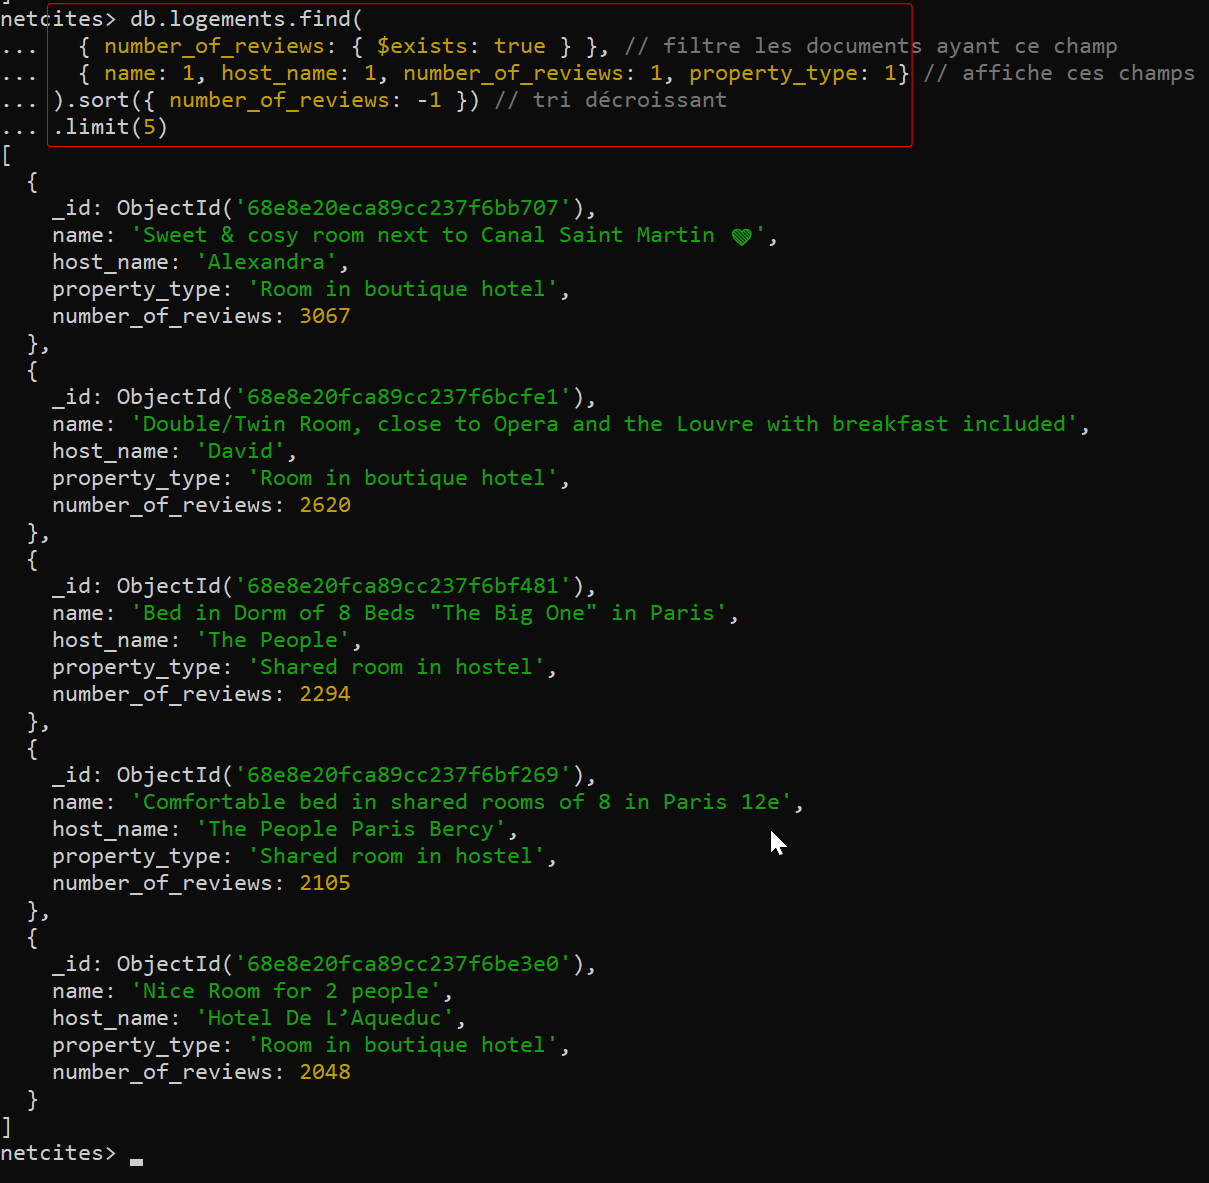 ]
netcites> db.logements.find(
...   { number_of_reviews: { $exists: true } }, // filtre les documents ayant ce champ
...   { name: 1, host_name: 1, number_of_reviews: 1, property_type: 1} // affiche ces champs
... ).sort({ number_of_reviews: -1 }) // tri décroissant
... .limit(5)
[
  {
    _id: ObjectId('68e8e20eca89cc237f6bb707'),
    name: 'Sweet & cosy room next to Canal Saint Martin 💚',
    host_name: 'Alexandra',
    property_type: 'Room in boutique hotel',
    number_of_reviews: 3067
  },
  {
    _id: ObjectId('68e8e20fca89cc237f6bcfe1'),
    name: 'Double/Twin Room, close to Opera and the Louvre with breakfast included',
    host_name: 'David',
    property_type: 'Room in boutique hotel',
    number_of_reviews: 2620
  },
  {
    _id: ObjectId('68e8e20fca89cc237f6bf481'),
    name: 'Bed in Dorm of 8 Beds "The Big One" in Paris',
    host_name: 'The People',
    property_type: 'Shared room in hostel',
    number_of_reviews: 2294
  },
  {
    _id: ObjectId('68e8e20fca89cc237f6bf269'),
    name: 'Comfortable bed in shared rooms of 8 in Paris 12e',
    host_name: 'The People Paris Bercy',
    property_type: 'Shared room in hostel',
    number_of_reviews: 2105
  },
  {
    _id: ObjectId('68e8e20fca89cc237f6be3e0'),
    name: 'Nice Room for 2 people',
    host_name: 'Hotel De L’Aqueduc',
    property_type: 'Room in boutique hotel',
    number_of_reviews: 2048
  }
]
netcites>